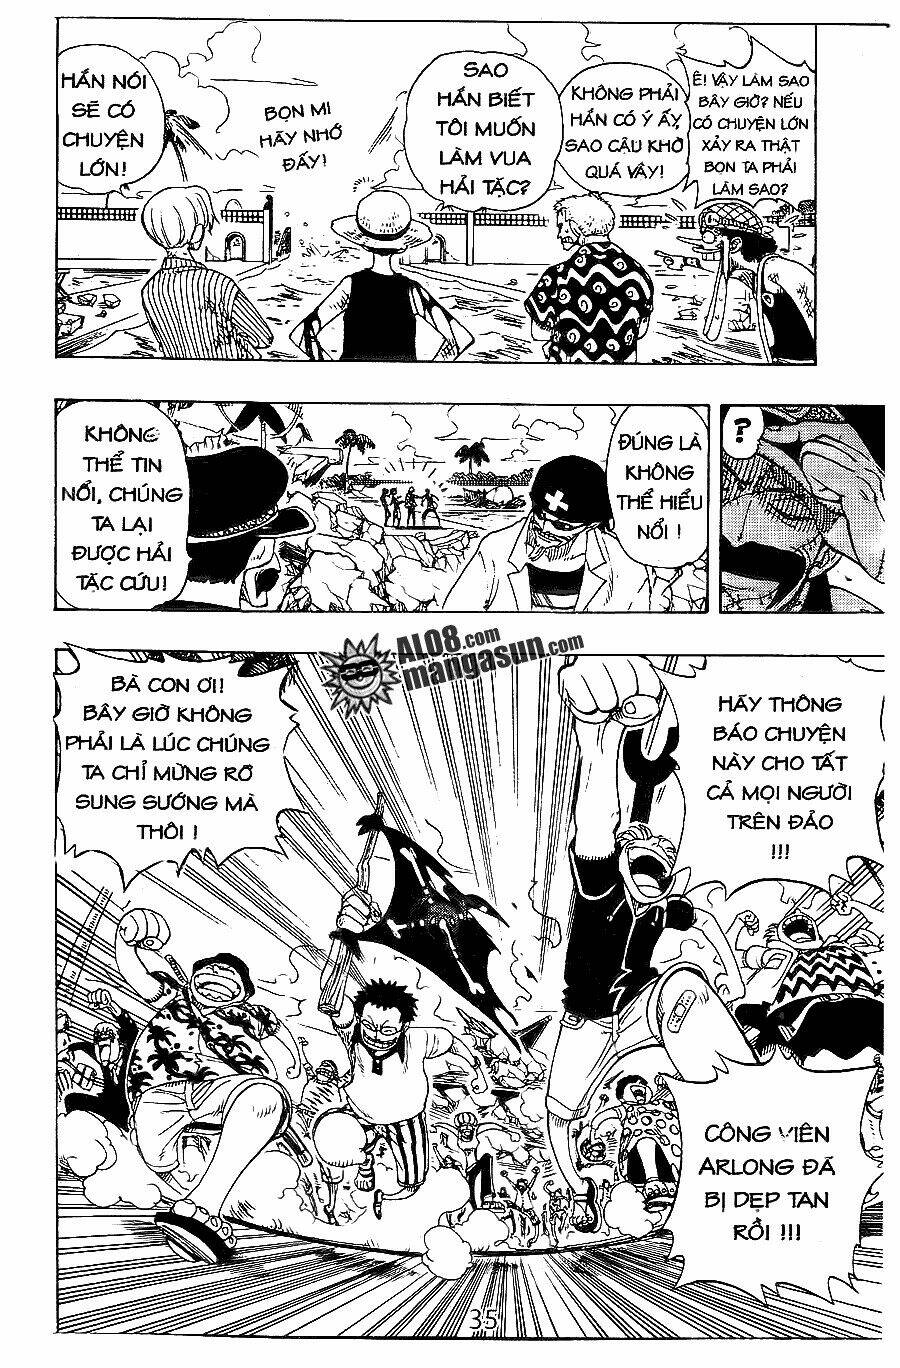 HẮN NÓI
SẼ CÓ
CHUYỆN
LỚN!
BỌN MI
HÃY NHỚ
ĐẤY!
SAO
HẮN BIẾT
TÔI MUỐN
LÀM VUA
HẢI TẶC?
KHÔNG PHẢI
HẮN CÓ Ý ẤY,
SAO CẬU KHỜ
QUÁ VẬY!
Ê! VẬY LÀM SAO
BÂY GIỜ? NẾU
CÓ CHUYỆN LỚN
XẢY RA THẬT
BỌN TA PHẢI
LÀM SAO?
KHÔNG
THỂ TIN
NỔI, CHÚNG
TA LẠI
ĐƯỢC HẢI
TẶC CỨU!
ĐÚNG LÀ
KHÔNG
THỂ HIỂU
NỔI !
?
AL08.com
mangasun.com
BÀ CON ƠI!
BÂY GIỜ KHÔNG
PHẢI LÀ LÚC CHÚNG
TA CHỈ MỪNG RỠ
SUNG SƯỚNG MÀ
THÔI !
HÃY THÔNG
BÁO CHUYỆN
NÀY CHO TẤT
CẢ MỌI NGƯỜI
TRÊN ĐẢO
!!!
CÔNG VIÊN
ARLONG ĐÃ
BỊ DẸP TAN
RỒI !!!
35